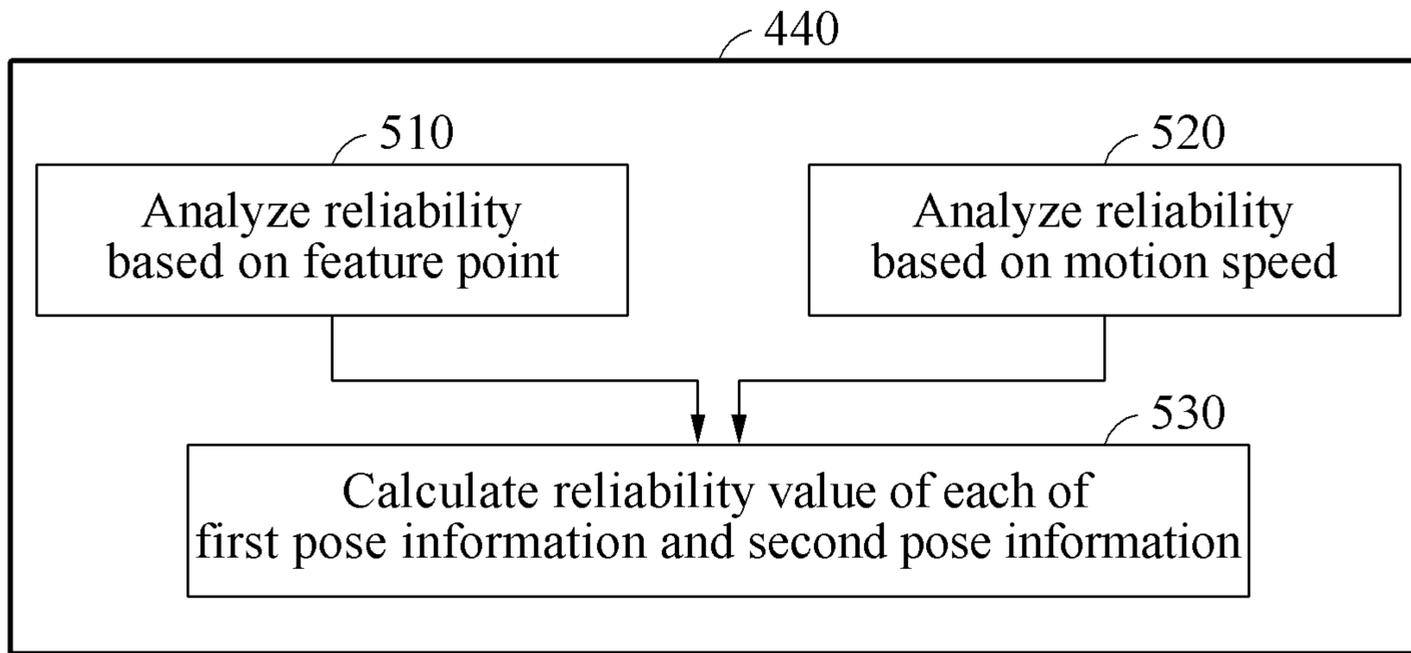 440
510
520
Analyze reliability
based on feature point
Analyze reliability
based on motion speed
530
Calculate reliability value of each of
first pose information and second pose information